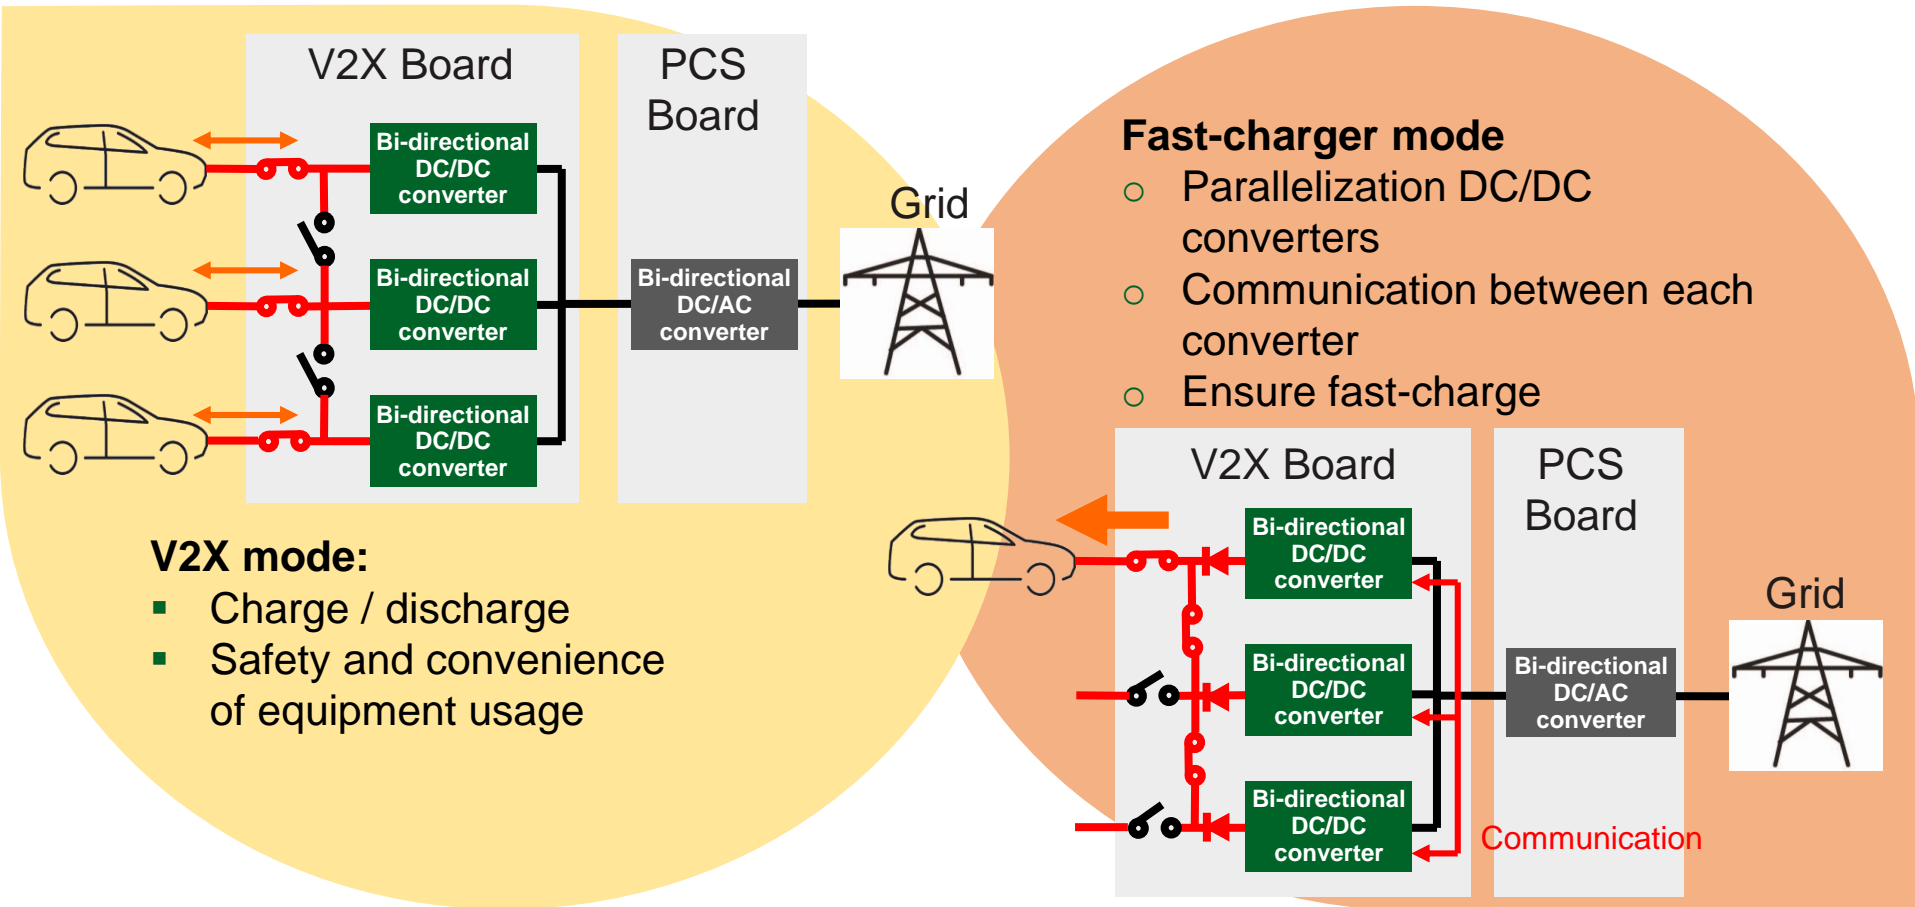 V2X Board
PCS
Board
Bi-directional
DC/DC
converter
Bi-directional
DC/DC
converter
Bi-directional
DC/DC
converter
Bi-directional
DC/AC
converter
Grid
V2X mode:
Charge / discharge
Safety and convenience
of equipment usage
Fast-charger mode
Parallelization DC/DC
converters
Communication between each
converter
Ensure fast-charge
V2X Board
PCS
Board
Bi-directional
DC/DC
converter
Bi-directional
DC/DC
converter
Bi-directional
DC/DC
converter
Bi-directional
DC/AC
converter
Grid
Communication